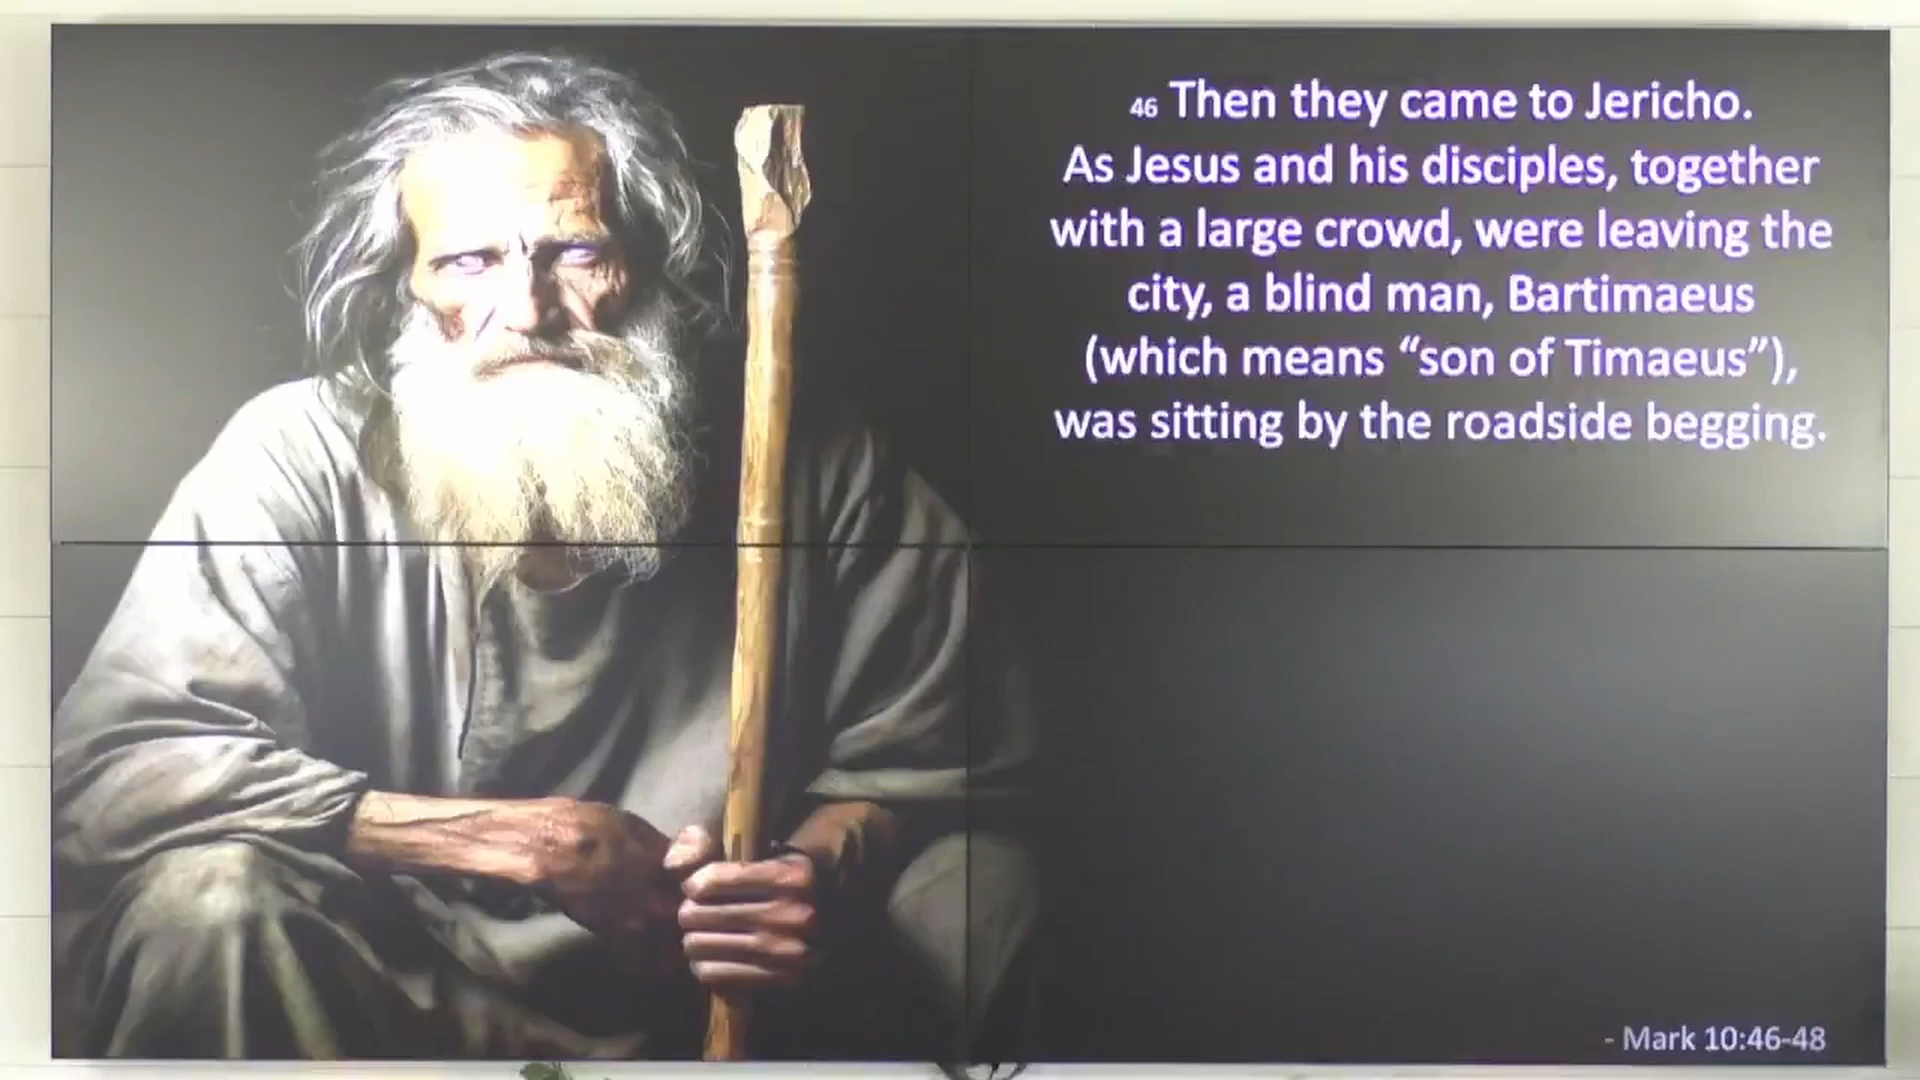 46 Then they came to Jericho.
As Jesus and his disciples, together
with a large crowd, were leaving the
city, a blind man, Bartimaeus
(which means “son of Timaeus”),
was sitting by the roadside begging.
- Mark 10:46-48